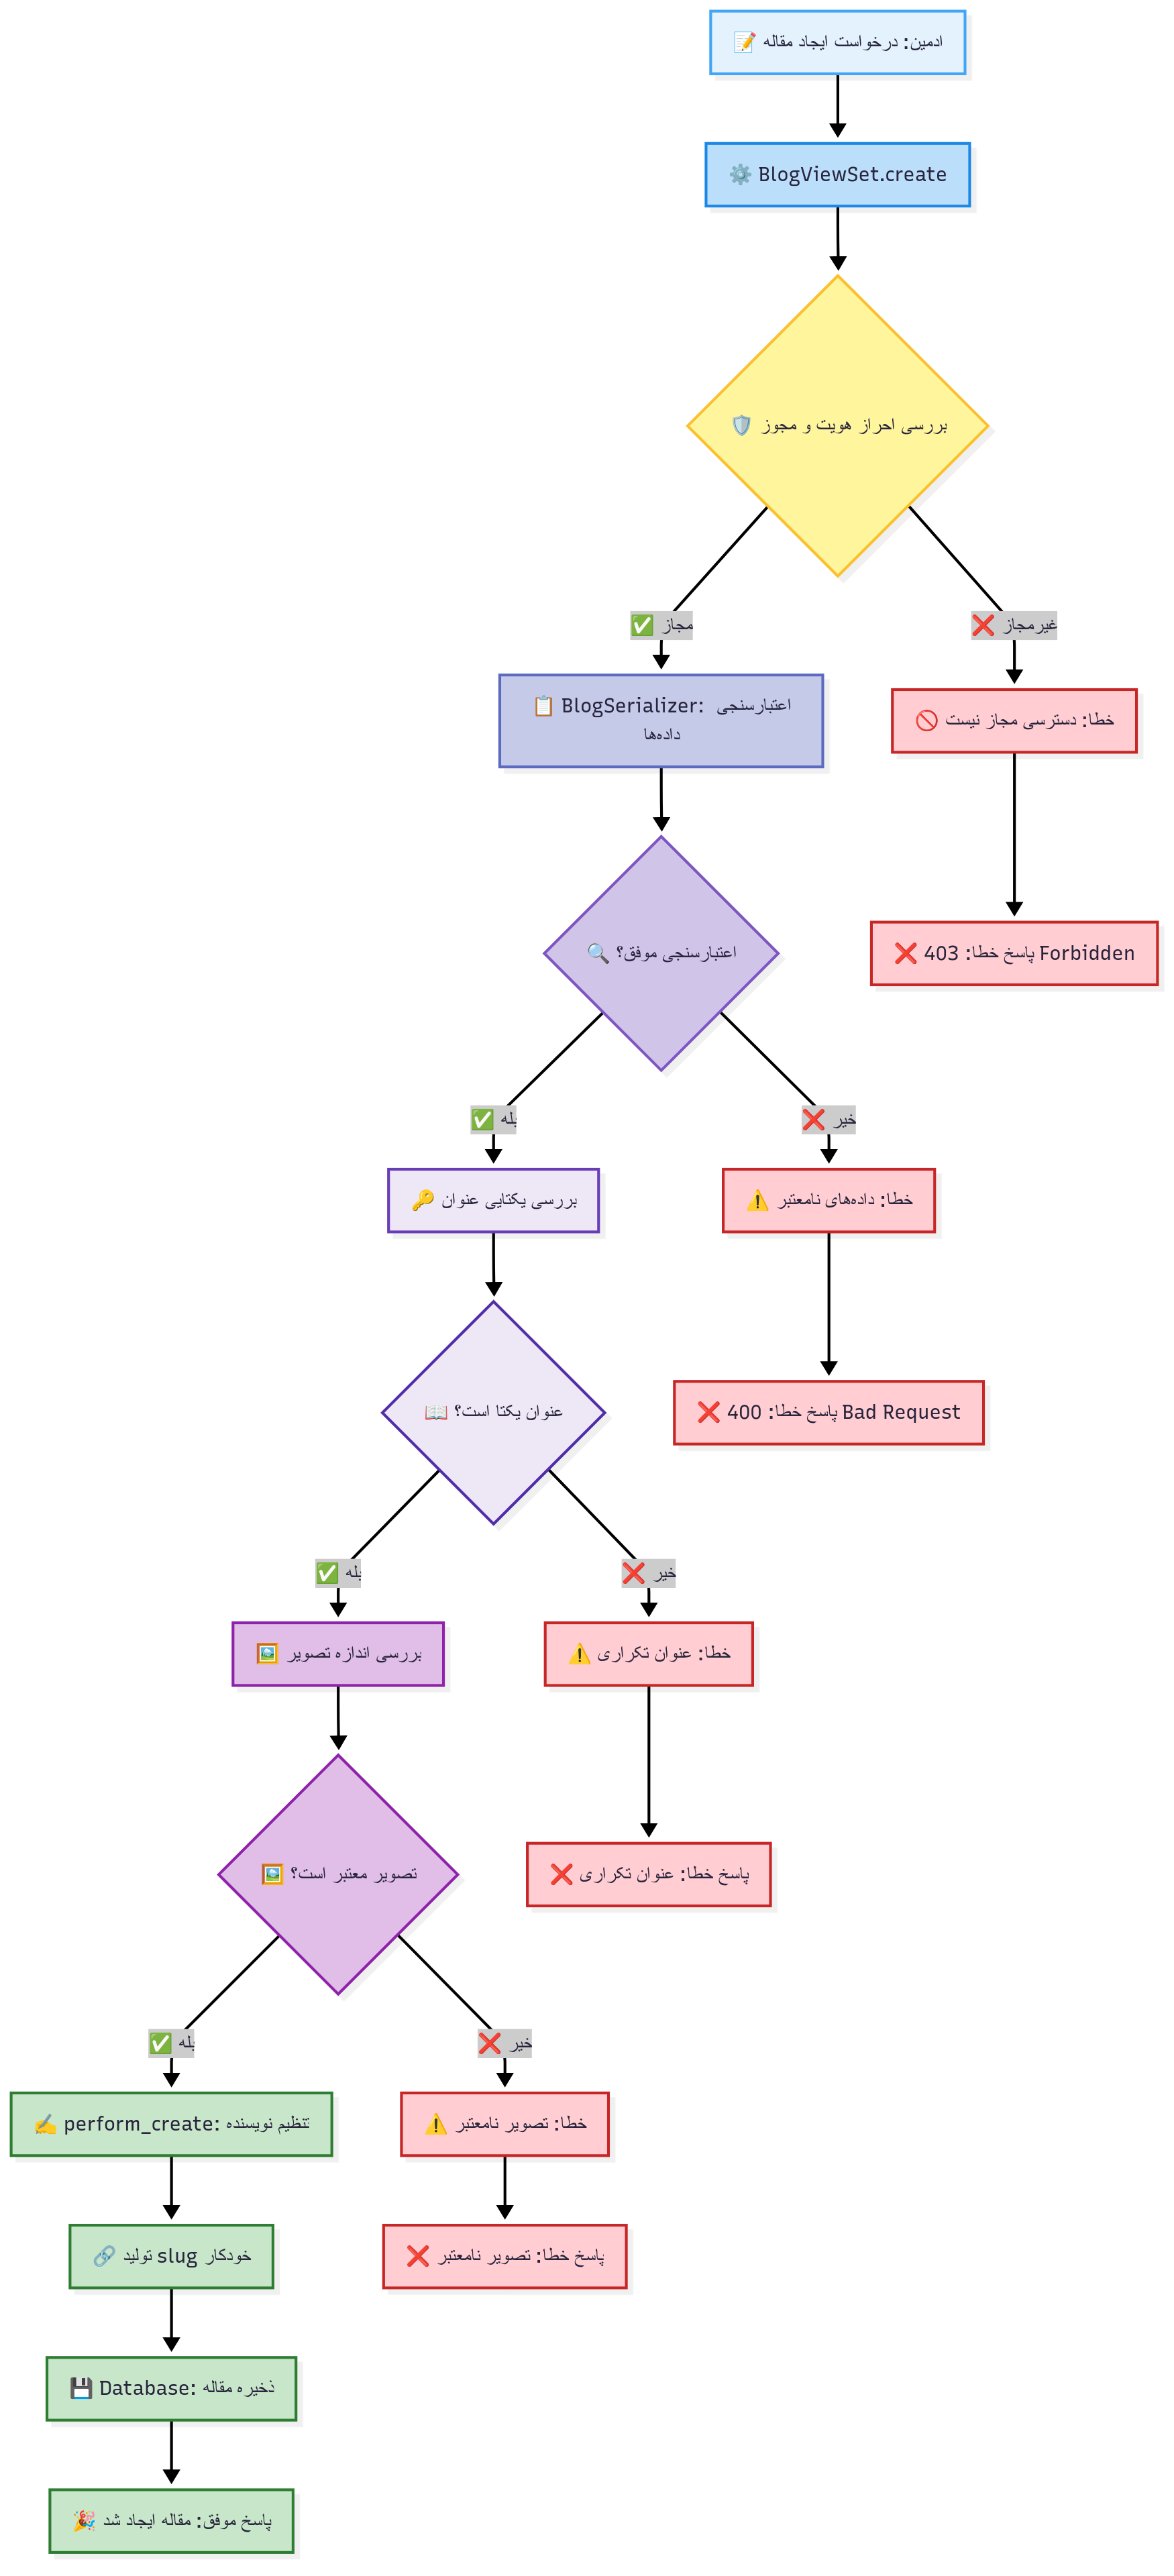 ادمین: درخواست ایجاد مقاله 📝
⚙️ BlogViewSet.create
بررسی احراز هویت و مجوز 🛡️
مجاز ✅
غیرمجاز ❌
📋 BlogSerializer: اعتبارسنجی
داده‌ها
خطا: دسترسی مجاز نیست 🚫
اعتبارسنجی موفق؟ 🔍
❌ پاسخ خطا: 403 Forbidden
بله ✅
خیر ❌
بررسی یکتایی عنوان 🔑
خطا: داده‌های نامعتبر ⚠️
عنوان یکتا است؟ 📖
❌ پاسخ خطا: 400 Bad Request
بله ✅
خیر ❌
بررسی اندازه تصویر 🖼️
خطا: عنوان تکراری ⚠️
تصویر معتبر است؟ 🖼️
پاسخ خطا: عنوان تکراری ❌
بله ✅
خیر ❌
✍️ perform_create: تنظیم نویسنده
خطا: تصویر نامعتبر ⚠️
🔗 تولید slug خودکار
پاسخ خطا: تصویر نامعتبر ❌
💾 Database: ذخیره مقاله
پاسخ موفق: مقاله ایجاد شد 🎉